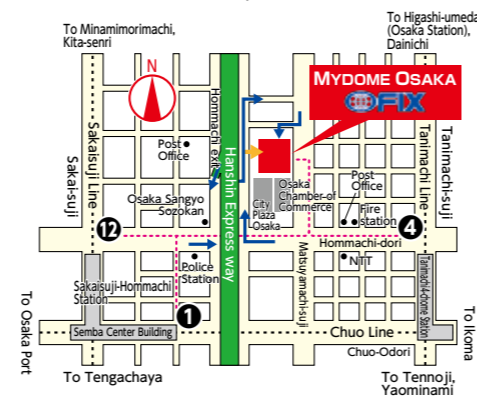 To Minamimorimachi,
Kita-senri
To Higashi-umeda
(Osaka Station),
Dainichi
N
MYDOME OSAKA
FIX
Hommachi exit
Sakaisuji Line
Sakai-suji
Post
Office
Hanshin Express way
Tanimachi Line
Tanimachi-suji
Osaka Sangyo
Sozokan
City
Plaza
Osaka
Osaka
Chamber of
Commerce
Post
Office
Fire
station
12
4
Hommachi-dori
Police
Station
NTT
Matsuyamachi-suji
Sakaisuji-Hommachi
Station
Tanimachi4-chome Station
1
To Osaka Port
Semba Center Building
Chuo Line
To Ikoma
Chuo-Odori
To Tengachaya
To Tennoji,
Yaominami